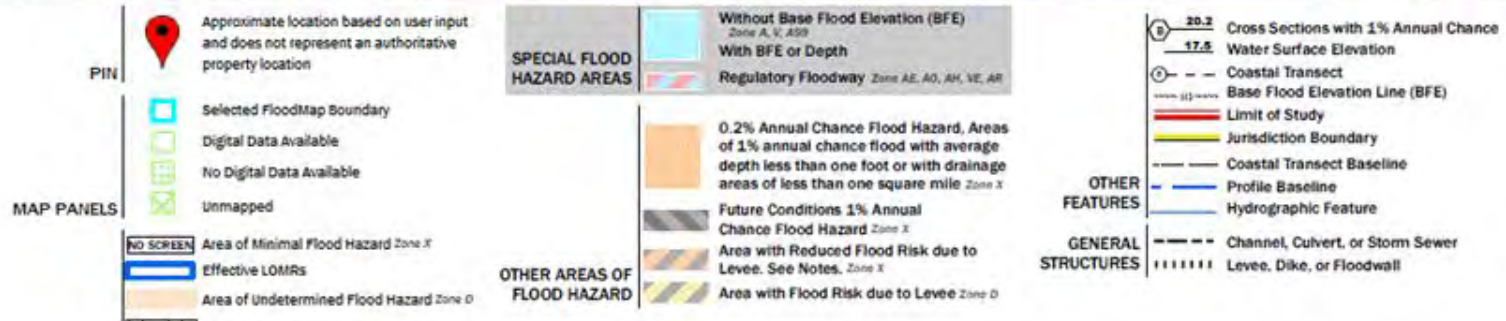 PIN
Approximate location based on user input
and does not represent an authoritative
property location
MAP PANELS
Selected FloodMap Boundary
Digital Data Available
No Digital Data Available
Unmapped
NO SCREEN Area of Minimal Flood Hazard Zone X
Effective LOMRs
Area of Undetermined Flood Hazard Zone D
SPECIAL FLOOD
HAZARD AREAS
Without Base Flood Elevation (BFE)
Zone A, V, A99
With BFE or Depth
Regulatory Floodway Zone AE, AO, AH, VE, AR
OTHER AREAS OF
FLOOD HAZARD
0.2% Annual Chance Flood Hazard, Areas
of 1% annual chance flood with average
depth less than one foot or with drainage
areas of less than one square mile Zone X
Future Conditions 1% Annual
Chance Flood Hazard Zone X
Area with Reduced Flood Risk due to
Levee. See Notes. Zone X
Area with Flood Risk due to Levee Zone D
OTHER
FEATURES
B 20.2 Cross Sections with 1% Annual Chance
17.5 Water Surface Elevation
Coastal Transect
Base Flood Elevation Line (BFE)
Limit of Study
Jurisdiction Boundary
Coastal Transect Baseline
Profile Baseline
Hydrographic Feature
GENERAL
STRUCTURES
Channel, Culvert, or Storm Sewer
Levee, Dike, or Floodwall